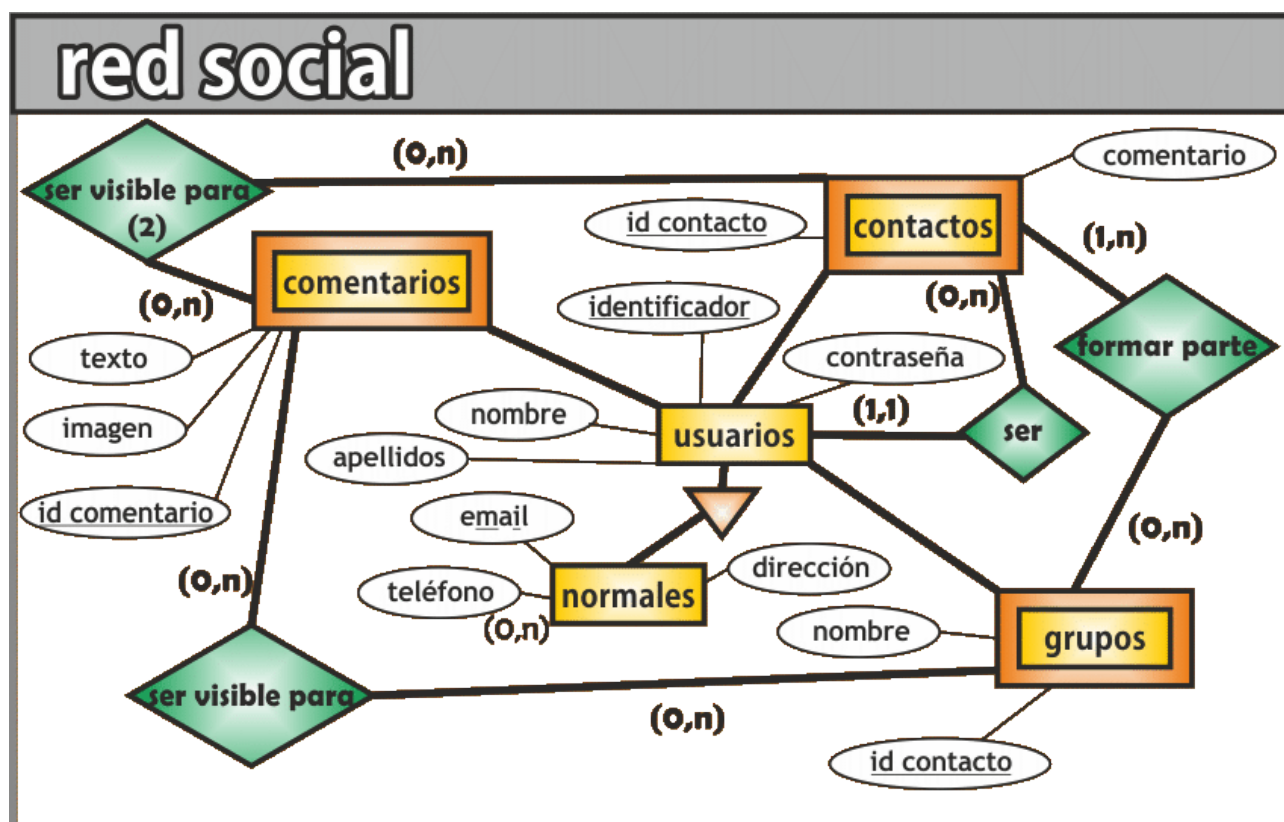 red social
(0,n)
comentario
ser visible para
(2)
id contacto
contactos
(1,n)
comentarios
(0,n)
(0,n)
identificador
texto
contraseña
formar parte
nombre
(1,1)
imagen
usuarios
ser
apellidos
id comentario
email
(0,n)
(0,n)
dirección
teléfono
normales
(0,n)
nombre
grupos
ser visible para
(0,n)
id contacto